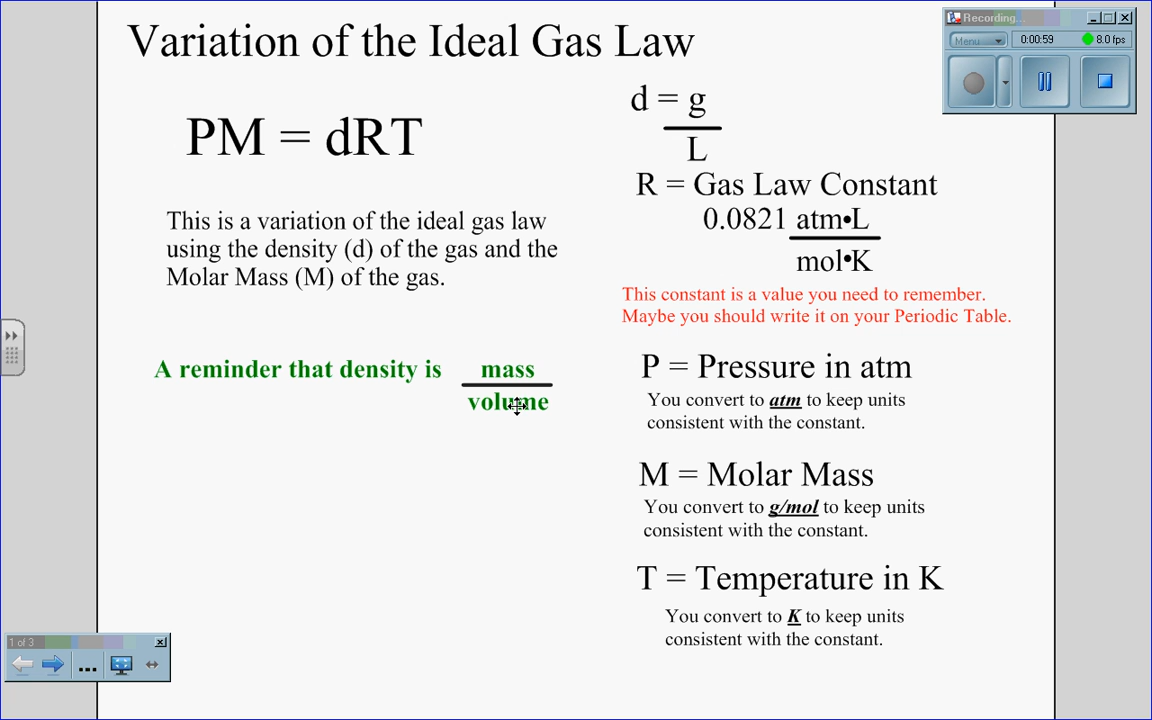 Variation of the Ideal Gas Law
PM = dRT
This is a variation of the ideal gas law
using the density (d) of the gas and the
Molar Mass (M) of the gas.
A reminder that density is mass
volume
d = g
L
R = Gas Law Constant
0.0821 atm•L
mol•K
This constant is a value you need to remember.
Maybe you should write it on your Periodic Table.
P = Pressure in atm
You convert to atm to keep units
consistent with the constant.
M = Molar Mass
You convert to g/mol to keep units
consistent with the constant.
T = Temperature in K
You convert to K to keep units
consistent with the constant.
Recording...
Menu
0:00:59
8.0 fps
1 of 3